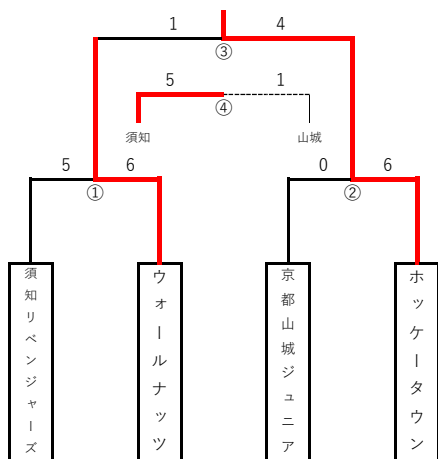 1 4
③
5 1
④
須知 山城
5 6 0 6
① ②
須知リベンジャーズ
ウォールナッツ
京都山城ジュニア
ホッケータウン